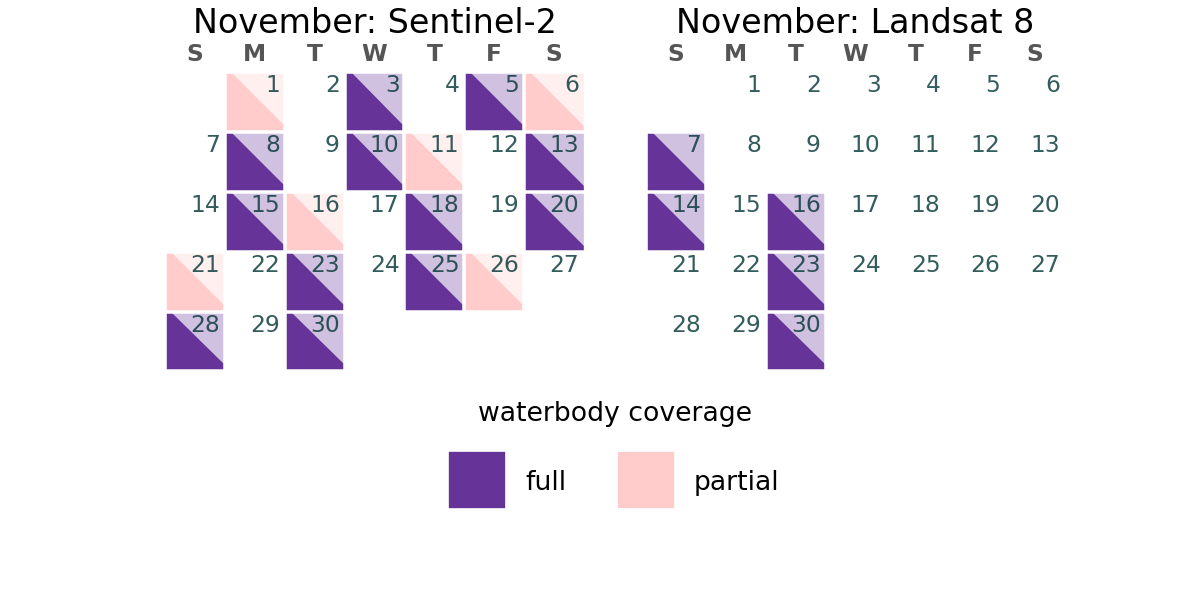 November: Sentinel-2
S M T W T F S
1 2 3 4 5 6
7 8 9 10 11 12 13
14 15 16 17 18 19 20
21 22 23 24 25 26 27
28 29 30
November: Landsat 8
S M T W T F S
1 2 3 4 5 6
7 8 9 10 11 12 13
14 15 16 17 18 19 20
21 22 23 24 25 26 27
28 29 30
waterbody coverage
full partial